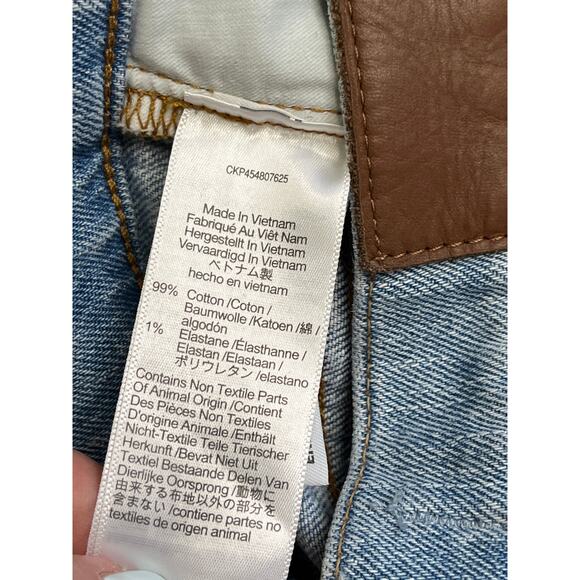 CKP454807625
Made In Vietnam
Fabriqué Au Viêt Nam
Hergestellt In Vietnam
Vervaardigd In Vietnam
ベトナム製
hecho en vietnam
99% Cotton /Coton /
Baumwolle /Katoen /綿 /
algodón
1% Elastane /Élasthanne /
Elastan /Elastaan /
ポリウレタン /elastano
Contains Non Textile Parts
Of Animal Origin /Contient
Des Pièces Non Textiles
D'origine Animale /Enthält
Nicht-Textile Teile Tierischer
Herkunft /Bevat Niet Uit
Textiel Bestaande Delen Van
Dierlijke Oorsprong /動物に
由来する布地以外の部分
を含まない /contiene partes no
textiles de origen animal